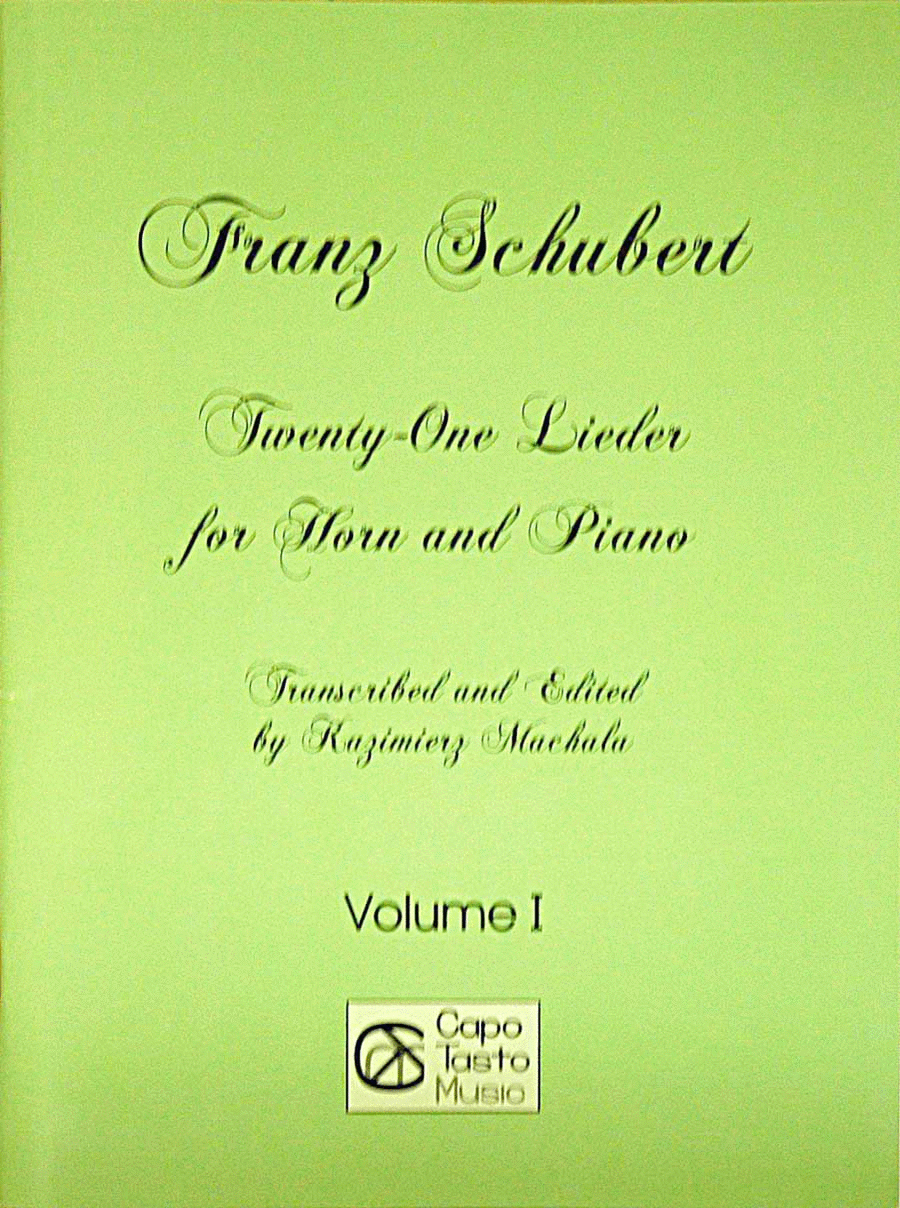 Franz Schubert
Twenty-One Lieder
for Horn and Piano
Transcribed and Edited
by Kazimierz Machala
Volume I
Capo
Tasto
Music